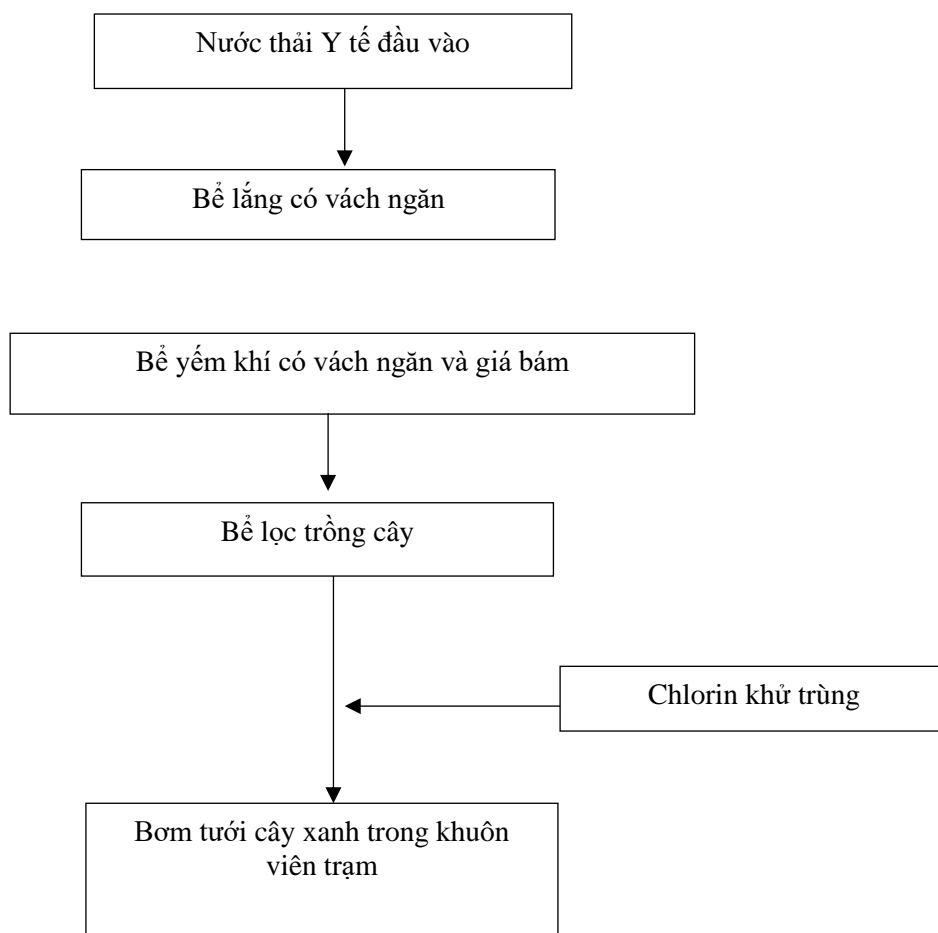 Nước thải Y tế đầu vào
Bể lắng có vách ngăn
Bể yếm khí có vách ngăn và giá bám
Bể lọc trồng cây
Chlorin khử trùng
Bơm tưới cây xanh trong khuôn
viên trạm